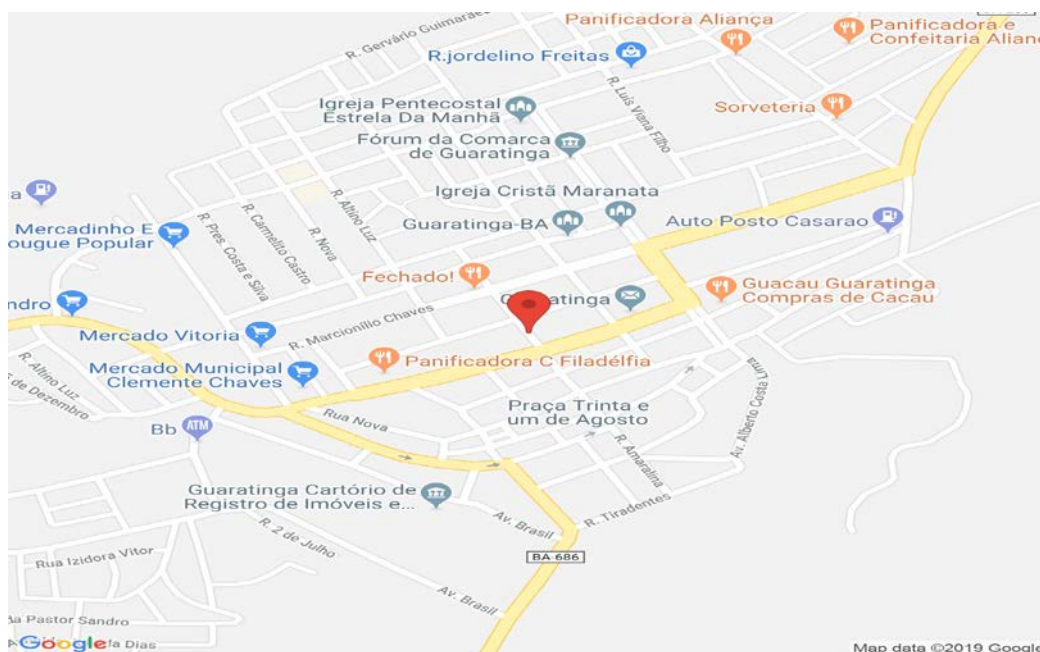 R. Gervário Guimarães
Panificadora Aliança
Panificadora e
Confeitaria Alian
R.jordelino Freitas
R. Luís Viana Filho
Sorveteria
Igreja Pentecostal
Estrela Da Manhã
Fórum da Comarca
de Guaratinga
Igreja Cristã Maranata
Guaratinga-BA
Auto Posto Casarao
a
Mercadinho E
ougue Popular
R. Pres. Costa e Silva
R. Carmelito Castro
R. Nova
R. Altino Luz
Fechado!
Guacau Guaratinga
Compras de Cacau
ndro
R. Marcionílio Chaves
Mercado Vitoria
Panificadora C Filadélfia
Mercado Municipal
Clemente Chaves
R. Altino Luz
de Dezembro
Rua Nova
Praça Trinta e
um de Agosto
Av. Alberto Costa Lima
Bb
ATM
R. Amaralina
Guaratinga Cartório de
Registro de Imóveis e...
R. Tiradentes
Av. Brasil
R. 2 de Julho
BA-686
Rua Izidora Vitor
Av. Brasil
Pastor Sandro
Google
Dias
Map data ©2019 Google